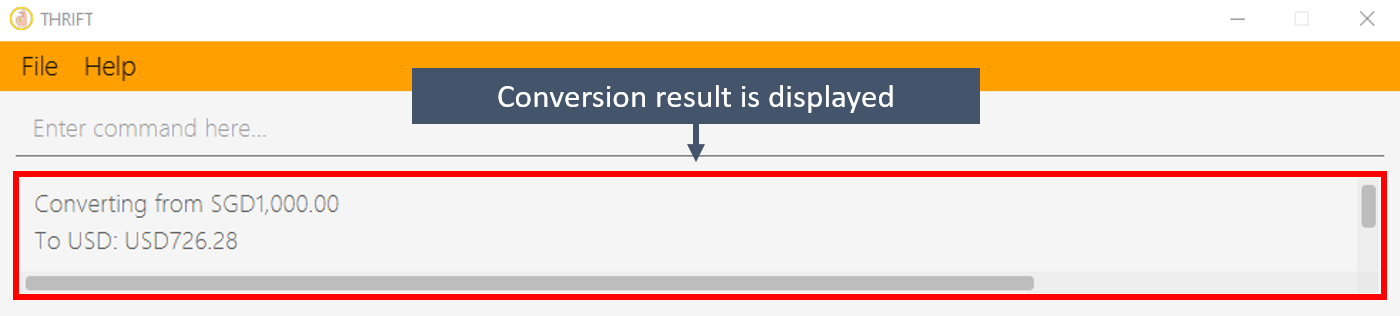 THRIFT
File Help
Conversion result is displayed
Enter command here...
Converting from SGD1,000.00
To USD: USD726.28